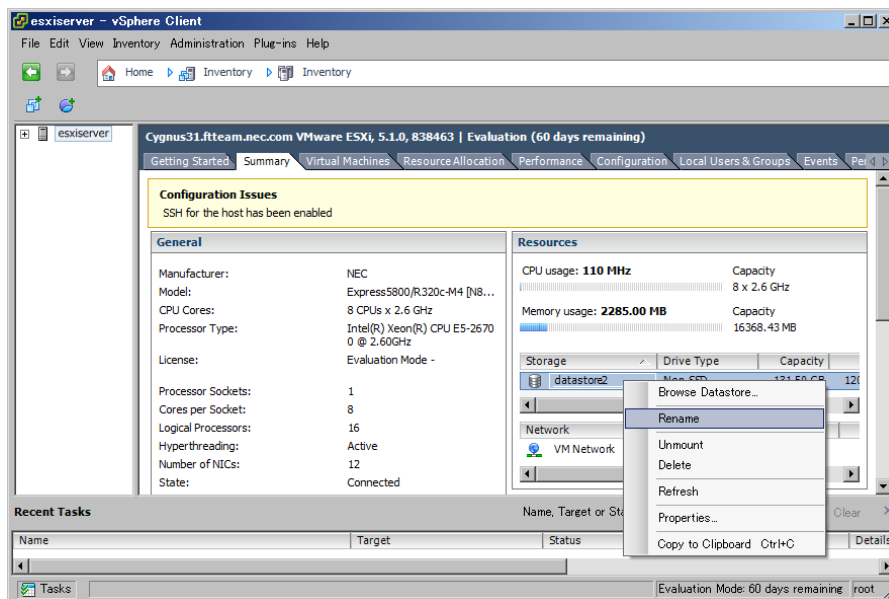 esxiserver - vSphere Client
File Edit View Inventory Administration Plug-ins Help
Home Inventory Inventory
esxiserver
Cygnus31.ftteam.nec.com VMware ESXi, 5.1.0, 838463 | Evaluation (60 days remaining)
Getting Started Summary Virtual Machines Resource Allocation Performance Configuration Local Users & Groups Events
Configuration Issues
SSH for the host has been enabled
General
Manufacturer: NEC
Model: Express5800/R320c-M4 [N8...
CPU Cores: 8 CPUs x 2.6 GHz
Processor Type: Intel(R) Xeon(R) CPU E5-2670
0 @ 2.60GHz
License: Evaluation Mode -
Processor Sockets: 1
Cores per Socket: 8
Logical Processors: 16
Hyperthreading: Active
Number of NICs: 12
State: Connected
Resources
CPU usage: 110 MHz Capacity
8 x 2.6 GHz
Memory usage: 2285.00 MB Capacity
16368.43 MB
Storage Drive Type Capacity
datastore2 Non-SSD 131.50 GB 120
Network
VM Network
Browse Datastore...
Rename
Unmount
Delete
Refresh
Properties...
Copy to Clipboard Ctrl+C
Recent Tasks Name, Target or Sta Clear
Name Target Status Details
Tasks Evaluation Mode: 60 days remaining root